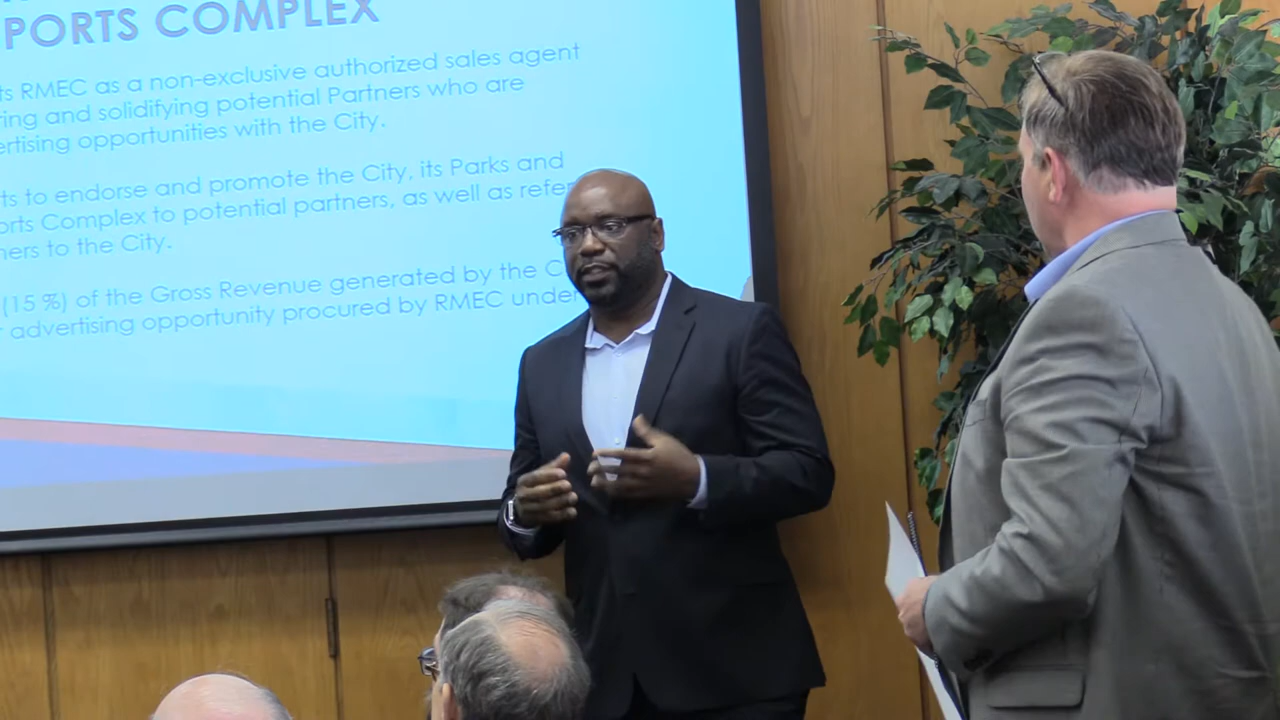 PORTS COMPLEX
ts RMEC as a non-exclusive authorized sales agent
ring and solidifying potential Partners who are
ertising opportunities with the City.
ts to endorse and promote the City, its Parks and
orts Complex to potential partners, as well as refe
ners to the City.
(15 %) of the Gross Revenue generated by the C
r advertising opportunity procured by RMEC under